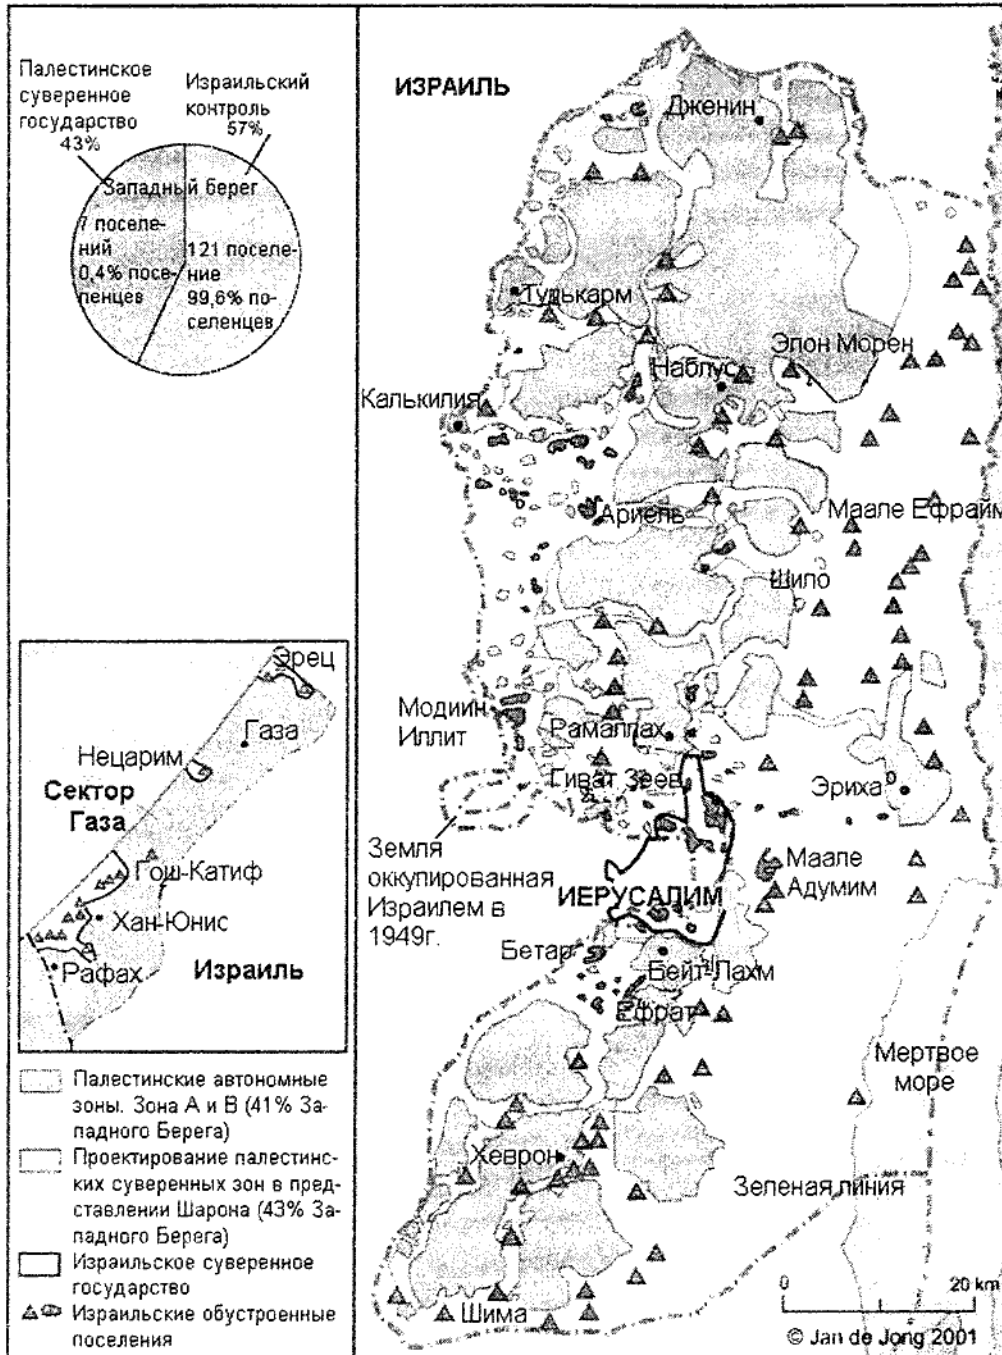 Палестинское
суверенное
государство
43%
Израильский
контроль
57%
Западный берег
7 поселе-
ний
0,4% посе-
ленцев
121 поселе-
ние
99,6% по-
селенцев
Эрец
Газа
Нецарим
Сектор
Газа
Гош-Катиф
Хан-Юнис
Рафах
Израиль
Палестинские автономные
зоны. Зона А и В (41% За-
падного Берега)
Проектирование палестинс-
ких суверенных зон в пред-
ставлении Шарона (43% За-
падного Берега)
Израильское суверенное
государство
Израильские обустроенные
поселения
ИЗРАИЛЬ
Дженин
Тулькарм
Элон Морен
Наблус
Калькилия
Ариель
Маале Ефраим
Шило
Модиин
Иллит
Рамаллах
Гиват Зеев
Эриха
Земля
оккупированная
Израилем в
1949г.
ИЕРУСАЛИМ
Маале
Адумим
Бетар
Бейт-Лахм
Ефрат
Мертвое
море
Хеврон
Зеленая линия
Шима
0 20 km
© Jan de Jong 2001